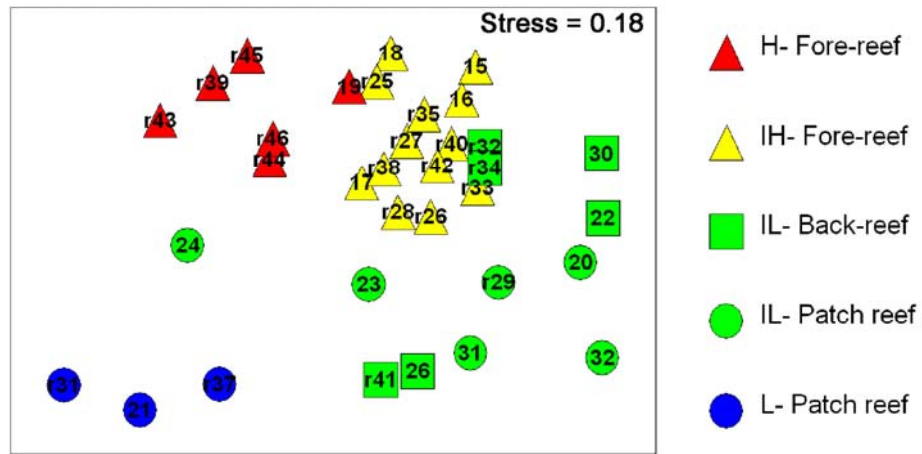 Stress = 0.18
r45
18
15
r39
19
r25
16
r43
r35
r46
r27
r40
r32
30
r44
r38
r42
r34
17
r33
r28
r26
22
24
20
23
r29
31
32
r31
r37
r41
26
21
H- Fore-reef
IH- Fore-reef
IL- Back-reef
IL- Patch reef
L- Patch reef